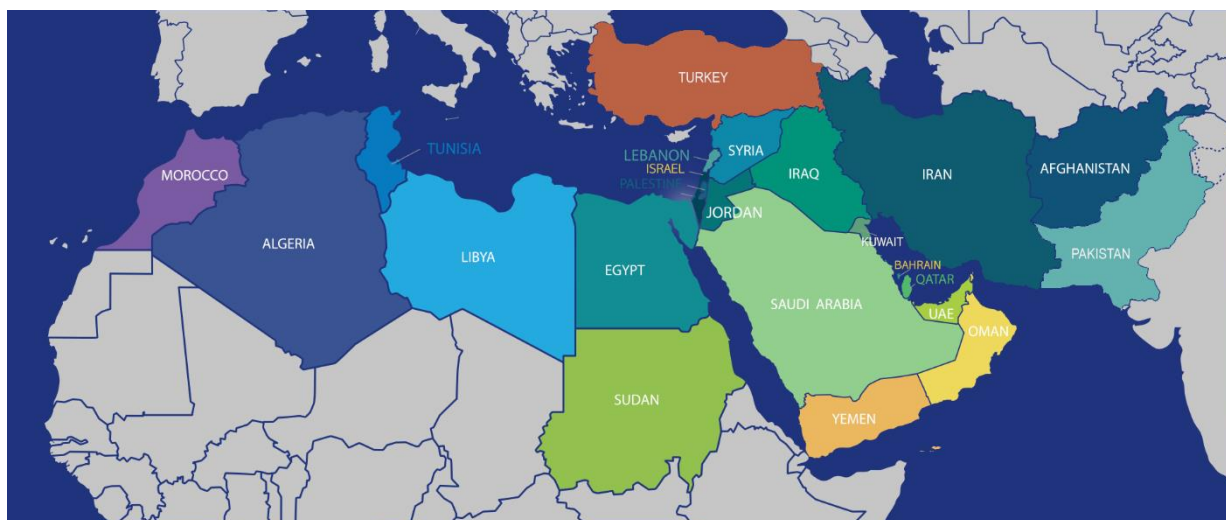 TURKEY
TUNISIA
SYRIA
LEBANON
ISRAEL
PALESTINE
MOROCCO
IRAQ
IRAN
AFGHANISTAN
JORDAN
ALGERIA
LIBYA
EGYPT
KUWAIT
PAKISTAN
BAHRAIN
QATAR
SAUDI ARABIA
UAE
OMAN
SUDAN
YEMEN